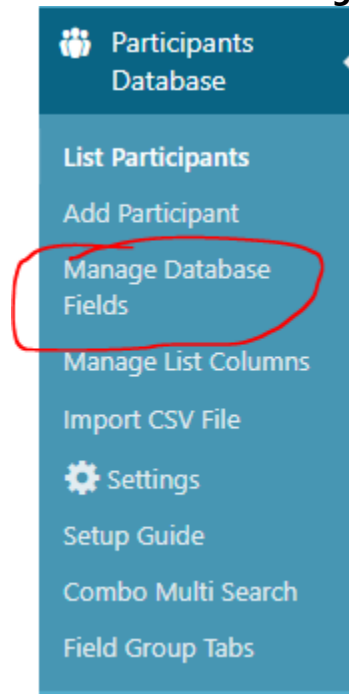 Participants
Database
List Participants
Add Participant
Manage Database
Fields
Manage List Columns
Import CSV File
Settings
Setup Guide
Combo Multi Search
Field Group Tabs